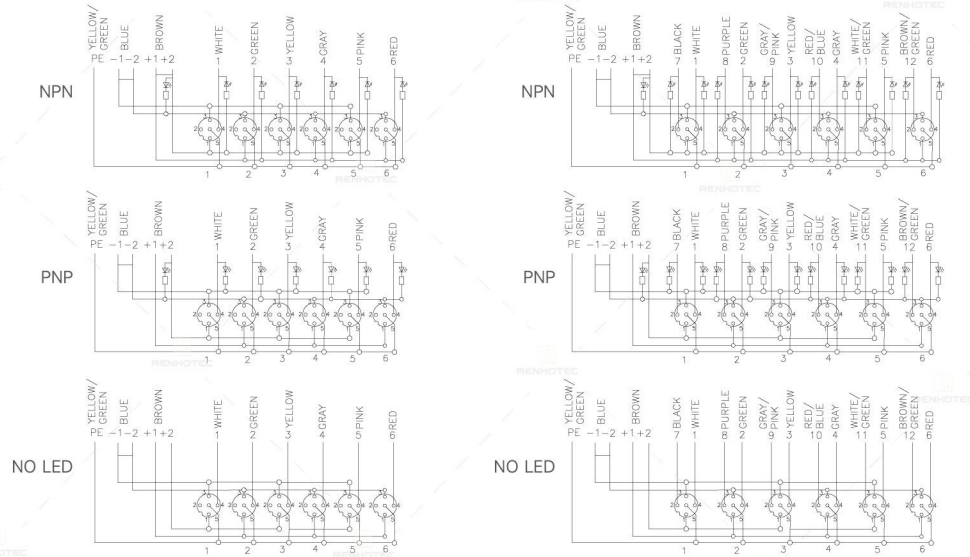 YELLOW/
GREEN BLUE BROWN WHITE GREEN YELLOW GRAY PINK RED
PE -1-2 +1+2 1 2 3 4 5 6
NPN
1 2 3 4 5 6
YELLOW/
GREEN BLUE BROWN BLACK WHITE PURPLE GREEN GRAY/
PINK YELLOW RED/
BLUE GRAY WHITE/
GREEN PINK BROWN/
GREEN RED
PE -1-2 +1+2 7 1 8 2 9 3 10 4 11 5 12 6
NPN
1 2 3 4 5 6
RENHOTEC
YELLOW/
GREEN BLUE BROWN WHITE GREEN YELLOW GRAY PINK RED
PE -1-2 +1+2 1 2 3 4 5 6
PNP
1 2 3 4 5 6
RENHOTEC
YELLOW/
GREEN BLUE BROWN BLACK WHITE PURPLE GREEN GRAY/
PINK YELLOW RED/
BLUE GRAY WHITE/
GREEN PINK BROWN/
GREEN RED
PE -1-2 +1+2 7 1 8 2 9 3 10 4 11 5 12 6
PNP
1 2 3 4 5 6
RENHOTEC
YELLOW/
GREEN BLUE BROWN WHITE GREEN YELLOW GRAY PINK RED
PE -1-2 +1+2 1 2 3 4 5 6
NO LED
1 2 3 4 5 6
YELLOW/
GREEN BLUE BROWN BLACK WHITE PURPLE GREEN GRAY/
PINK YELLOW RED/
BLUE GRAY WHITE/
GREEN PINK BROWN/
GREEN RED
PE -1-2 +1+2 7 1 8 2 9 3 10 4 11 5 12 6
NO LED
1 2 3 4 5 6